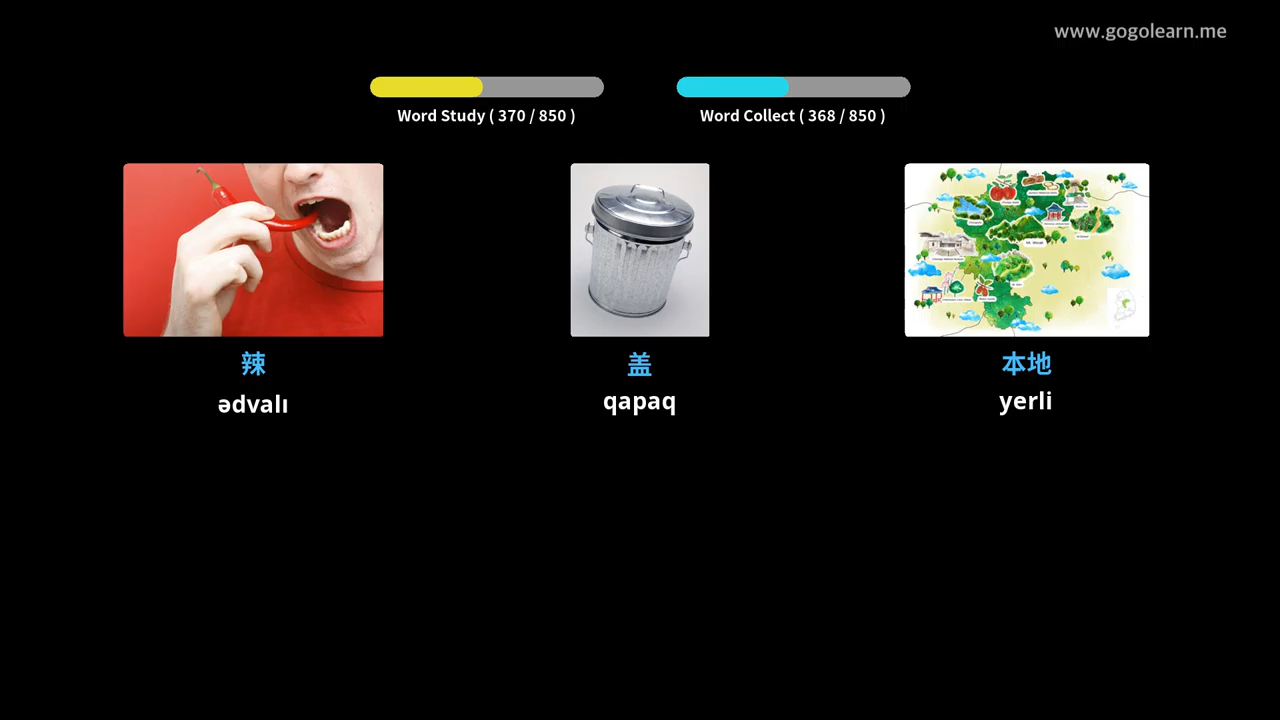 www.gogolearn.me
Word Study ( 370 / 850 )
Word Collect ( 368 / 850 )
辣
盖
本地
ədvalı
qapaq
yerli